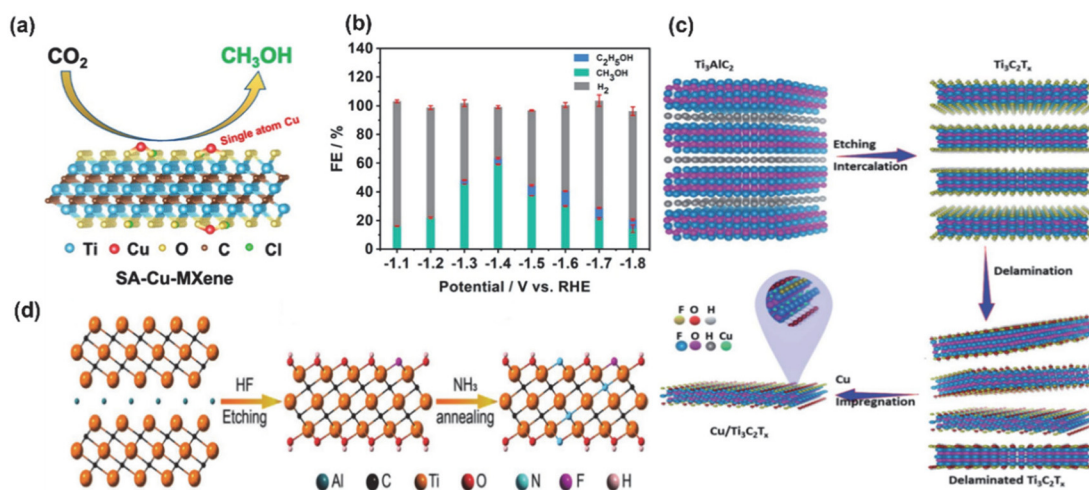 (a)
CO₂
CH₃OH
Single atom Cu
Ti Cu O C Cl
SA-Cu-MXene
(b)
C₂H₅OH
CH₃OH
H₂
FE / %
140
120
100
80
60
40
20
0
-1.1 -1.2 -1.3 -1.4 -1.5 -1.6 -1.7 -1.8
Potential / V vs. RHE
(c)
Ti₃AlC₂
Etching
Intercalation
Ti₃C₂Tₓ
Delamination
Delaminated Ti₃C₂Tₓ
Cu
Impregnation
F O H
F O H Cu
Cu/Ti₃C₂Tₓ
(d)
HF
Etching
NH₃
annealing
Al C Ti O N F H